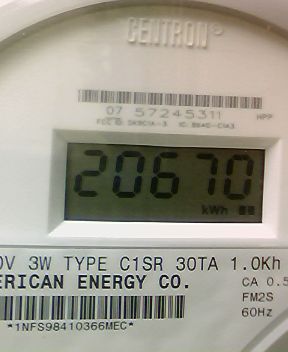 CENTRON®
07 57245311 HPP
20670
kWh
0V 3W TYPE C1SR 30TA 1.0Kh
ERICAN ENERGY CO. CA 0.5
FM2S
60Hz
*1NFS98410366MEC*